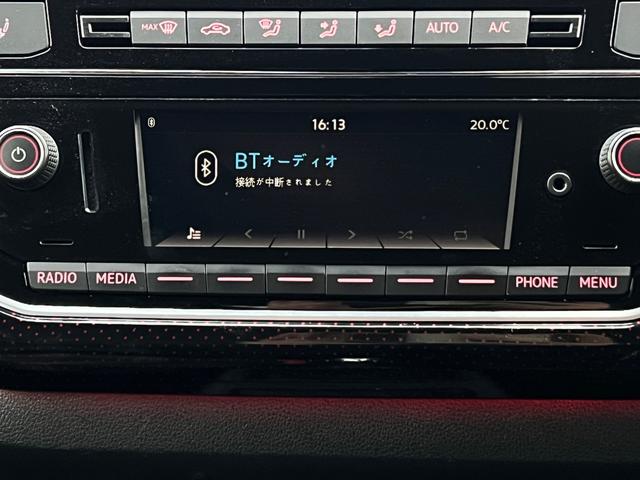 MAX
AUTO
A/C
16:13
20.0°C
BTオーディオ
接続が中断されました
RADIO
MEDIA
PHONE
MENU